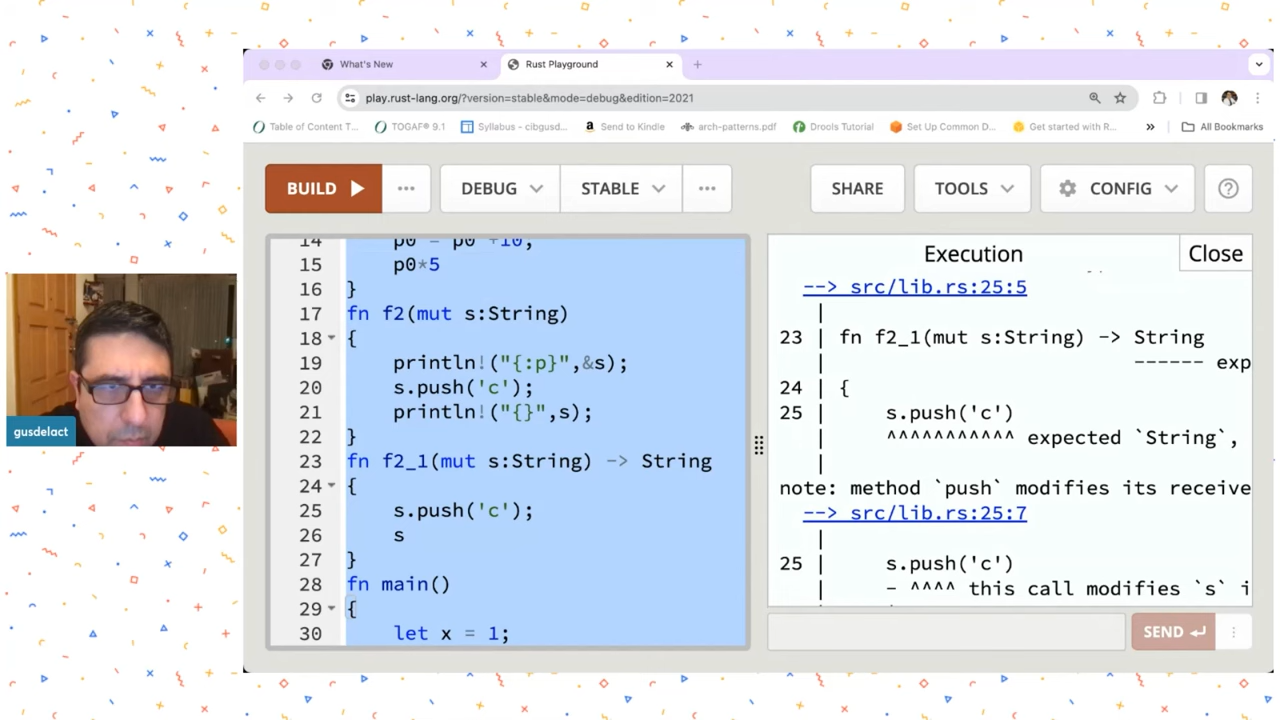 What's New
Rust Playground
play.rust-lang.org/?version=stable&mode=debug&edition=2021
Table of Content T...
TOGAF® 9.1
Syllabus - cibgusd...
Send to Kindle
arch-patterns.pdf
Drools Tutorial
Set Up Common D...
Get started with R...
»
All Bookmarks
BUILD
DEBUG
STABLE
SHARE
TOOLS
CONFIG
14 p0 = p0 +10;
15 p0*5
16 }
17 fn f2(mut s:String)
18 {
19 println!("{:p}",&s);
20 s.push('c');
21 println!("{}",s);
22 }
23 fn f2_1(mut s:String) -> String
24 {
25 s.push('c');
26 s
27 }
28 fn main()
29 {
30 let x = 1;
Execution
Close
--> src/lib.rs:25:5
|
23 | fn f2_1(mut s:String) -> String
| ------ exp
24 | {
25 | s.push('c')
| ^^^^^^^^^^^ expected `String`,
|
note: method `push` modifies its receive
--> src/lib.rs:25:7
|
25 | s.push('c')
| - ^^^^ this call modifies `s` i
SEND
gusdelact